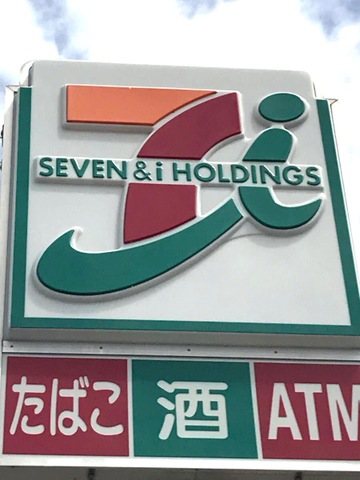 SEVEN & i HOLDINGS
たばこ 酒 ATM